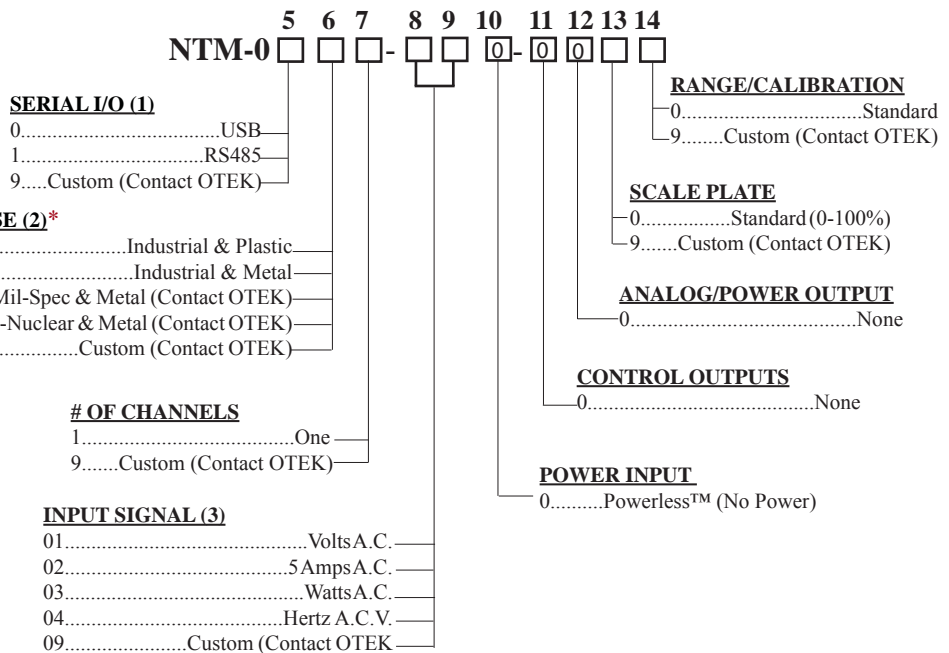 5 6 7 8 9 10 11 12 13 14
NTM-0 - 0 - 0 0
SERIAL I/O (1)
0...................................USB
1................................RS485
9.....Custom (Contact OTEK)
SE (2)*
......................Industrial & Plastic
.......................Industrial & Metal
Mil-Spec & Metal (Contact OTEK)
-Nuclear & Metal (Contact OTEK)
..............Custom (Contact OTEK)
# OF CHANNELS
1.....................................One
9.......Custom (Contact OTEK)
INPUT SIGNAL (3)
01..........................................Volts A.C.
02.......................................5 Amps A.C.
03..........................................Watts A.C.
04......................................Hertz A.C.V.
09.....................Custom (Contact OTEK
RANGE/CALIBRATION
0................................Standard
9........Custom (Contact OTEK)
SCALE PLATE
0...............Standard (0-100%)
9.......Custom (Contact OTEK)
ANALOG/POWER OUTPUT
0........................................None
CONTROL OUTPUTS
0........................................None
POWER INPUT
0..........Powerless™ (No Power)